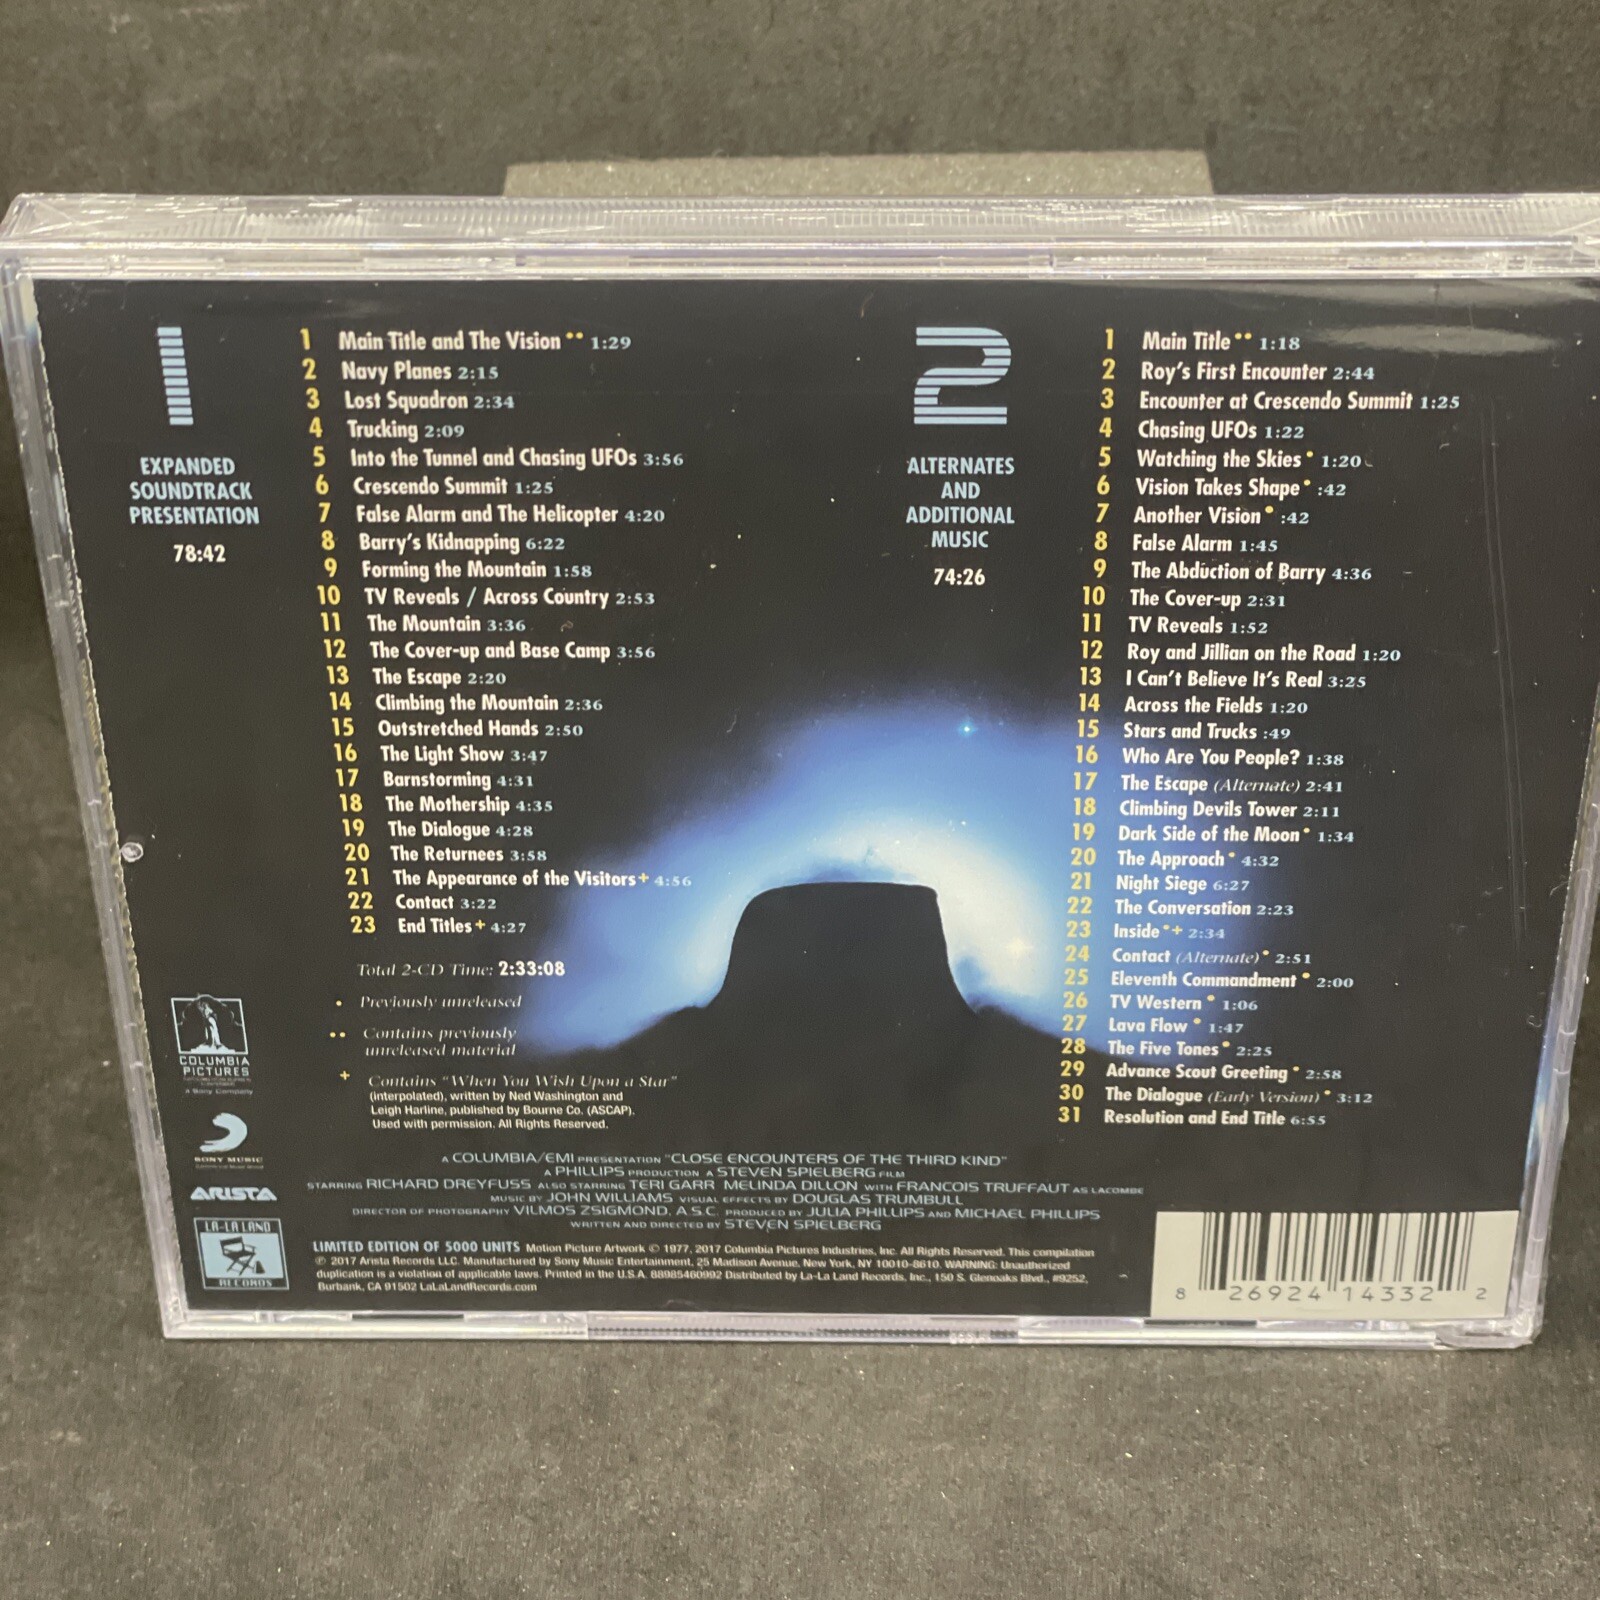 1
EXPANDED
SOUNDTRACK
PRESENTATION
78:42
1 Main Title and The Vision •• 1:29
2 Navy Planes 2:15
3 Lost Squadron 2:34
4 Trucking 2:09
5 Into the Tunnel and Chasing UFOs 3:56
6 Crescendo Summit 1:25
7 False Alarm and The Helicopter 4:20
8 Barry's Kidnapping 6:22
9 Forming the Mountain 1:58
10 TV Reveals / Across Country 2:53
11 The Mountain 3:36
12 The Cover-up and Base Camp 3:56
13 The Escape 2:20
14 Climbing the Mountain 2:36
15 Outstretched Hands 2:50
16 The Light Show 3:47
17 Barnstorming 4:31
18 The Mothership 4:35
19 The Dialogue 4:28
20 The Returnees 3:58
21 The Appearance of the Visitors + 4:56
22 Contact 3:22
23 End Titles + 4:27
Total 2-CD Time: 2:33:08
• Previously unreleased
•• Contains previously
unreleased material
+ Contains "When You Wish Upon a Star"
(interpolated), written by Ned Washington and
Leigh Harline, published by Bourne Co. (ASCAP).
Used with permission. All Rights Reserved.
2
ALTERNATES
AND
ADDITIONAL
MUSIC
74:26
1 Main Title •• 1:18
2 Roy's First Encounter 2:44
3 Encounter at Crescendo Summit 1:25
4 Chasing UFOs 1:22
5 Watching the Skies • 1:20
6 Vision Takes Shape • :42
7 Another Vision • :42
8 False Alarm 1:45
9 The Abduction of Barry 4:36
10 The Cover-up 2:31
11 TV Reveals 1:52
12 Roy and Jillian on the Road 1:20
13 I Can't Believe It's Real 3:25
14 Across the Fields 1:20
15 Stars and Trucks :49
16 Who Are You People? 1:38
17 The Escape (Alternate) 2:41
18 Climbing Devils Tower 2:11
19 Dark Side of the Moon • 1:34
20 The Approach • 4:32
21 Night Siege 6:27
22 The Conversation 2:23
23 Inside •+ 2:34
24 Contact (Alternate) • 2:51
25 Eleventh Commandment • 2:00
26 TV Western • 1:06
27 Lava Flow • 1:47
28 The Five Tones • 2:25
29 Advance Scout Greeting • 2:58
30 The Dialogue (Early Version) • 3:12
31 Resolution and End Title 6:55
COLUMBIA
PICTURES
a Sony Company
SONY MUSIC
ARISTA
LA-LA LAND
RECORDS
A COLUMBIA/EMI PRESENTATION "CLOSE ENCOUNTERS OF THE THIRD KIND"
A PHILLIPS PRODUCTION A STEVEN SPIELBERG FILM
STARRING RICHARD DREYFUSS ALSO STARRING TERI GARR MELINDA DILLON WITH FRANCOIS TRUFFAUT AS LACOMBE
MUSIC BY JOHN WILLIAMS VISUAL EFFECTS BY DOUGLAS TRUMBULL
DIRECTOR OF PHOTOGRAPHY VILMOS ZSIGMOND, A.S.C. PRODUCED BY JULIA PHILLIPS AND MICHAEL PHILLIPS
WRITTEN AND DIRECTED BY STEVEN SPIELBERG
LIMITED EDITION OF 5000 UNITS Motion Picture Artwork © 1977, 2017 Columbia Pictures Industries, Inc. All Rights Reserved. This compilation
℗ 2017 Arista Records LLC. Manufactured by Sony Music Entertainment, 25 Madison Avenue, New York, NY 10010-8610. WARNING: Unauthorized
duplication is a violation of applicable laws. Printed in the U.S.A. 88985460992 Distributed by La-La Land Records, Inc., 150 S. Glenoaks Blvd., #9252,
Burbank, CA 91502 LaLaLandRecords.com
8 26924 14332 2